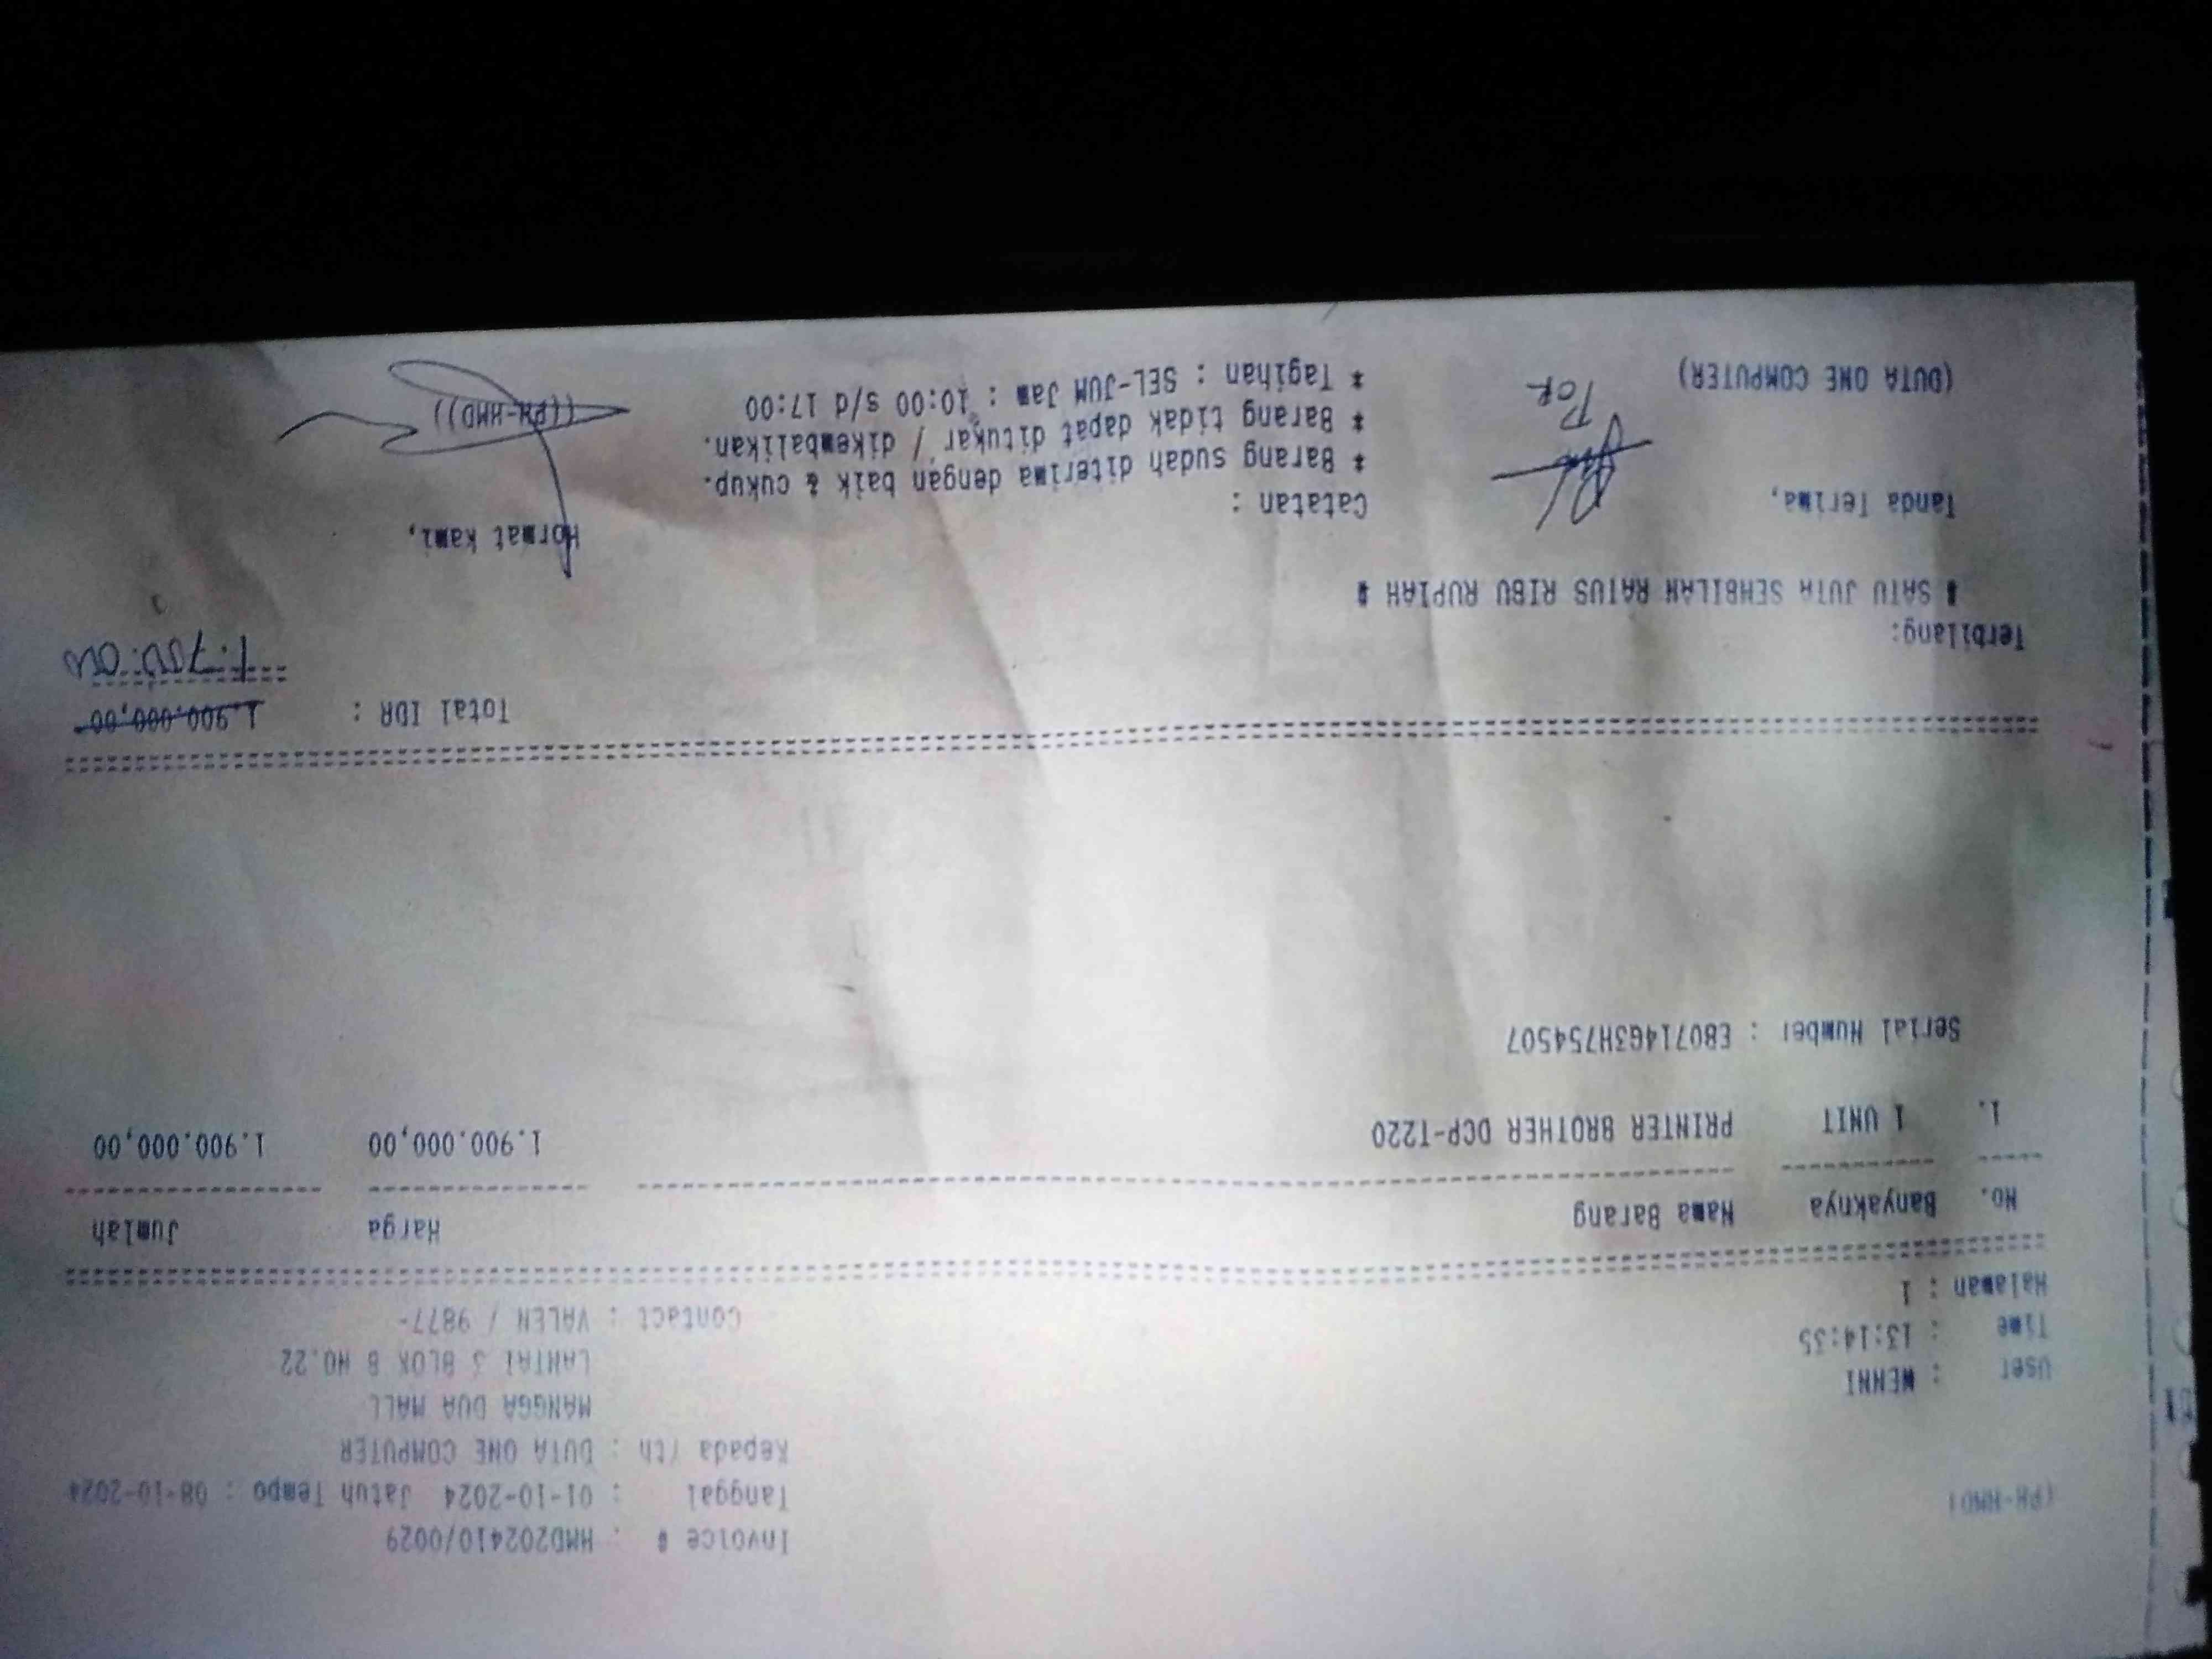 (PH-HMD)
Invoice # : HMD202410/0029
Tanggal : 01-10-2024 Jatuh Tempo : 08-10-2024
Kepada Yth : DUTA ONE COMPUTER
MANGGA DUA MALL
LANTAI 3 BLOK B NO.22
Contact : VALEN / 9877-
User : WENNI
Time : 13:14:35
Halaman : 1
No. Banyaknya Nama Barang Harga Jumlah
1. 1 UNIT PRINTER BROTHER DCP-T220 1.900.000,00 1.900.000,00
Serial Number : E80714G3H754507
Total IDR : 1.900.000,00
Terbilang:
# SATU JUTA SEMBILAN RATUS RIBU RUPIAH #
Tanda Terima,
(DUTA ONE COMPUTER)
Catatan :
* Barang sudah diterima dengan baik & cukup.
* Barang tidak dapat ditukar / dikembalikan.
* Tagihan : SEL-JUM Jam : 10:00 s/d 17:00
Hormat kami,
((PH-HMD))